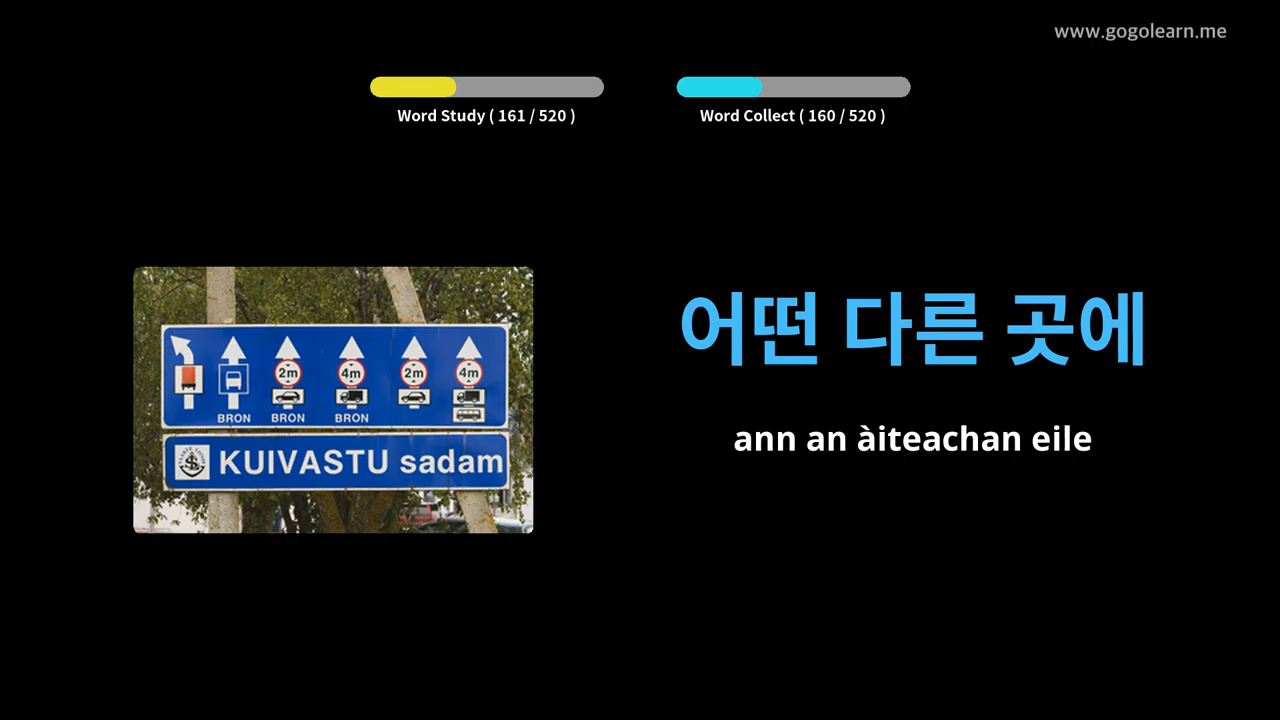 www.gogolearn.me
Word Study ( 161 / 520 )
Word Collect ( 160 / 520 )
2m
4m
2m
4m
BRON
BRON
BRON
KUIVASTU sadam
어떤 다른 곳에
ann an àiteachan eile